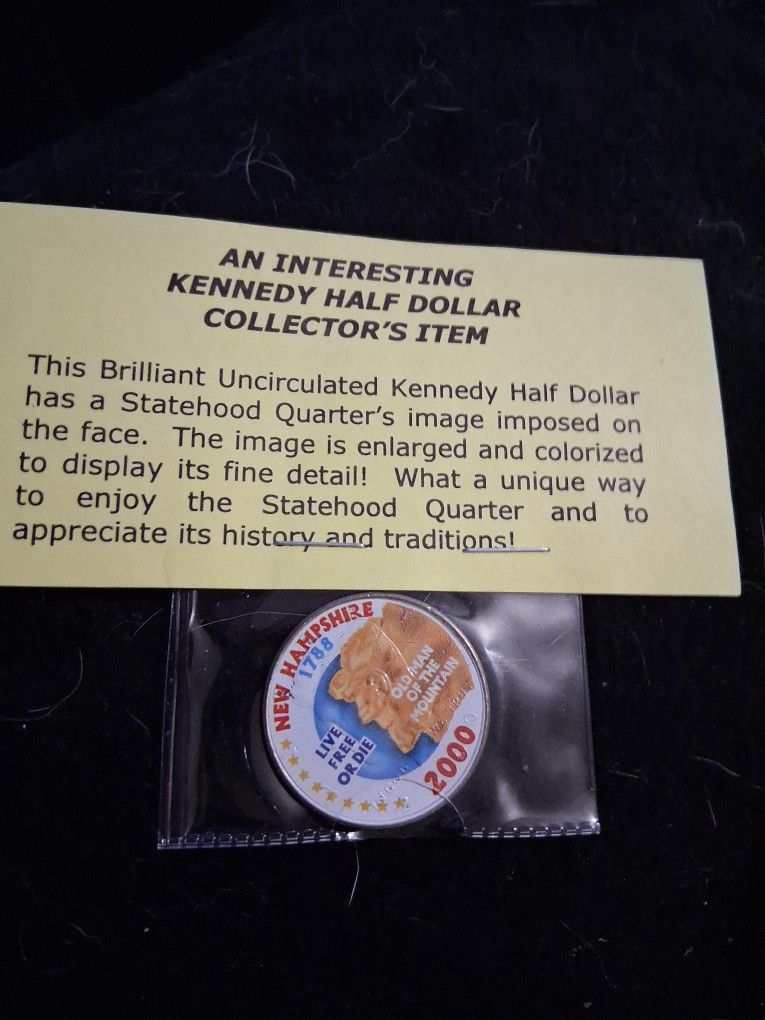 AN INTERESTING
KENNEDY HALF DOLLAR
COLLECTOR'S ITEM
This Brilliant Uncirculated Kennedy Half Dollar
has a Statehood Quarter's image imposed on
the face. The image is enlarged and colorized
to display its fine detail! What a unique way
to enjoy the Statehood Quarter and to
appreciate its history and traditions!
NEW HAMPSHIRE
1788
OLD MAN
OF THE
MOUNTAIN
LIVE
FREE
OR DIE
2000